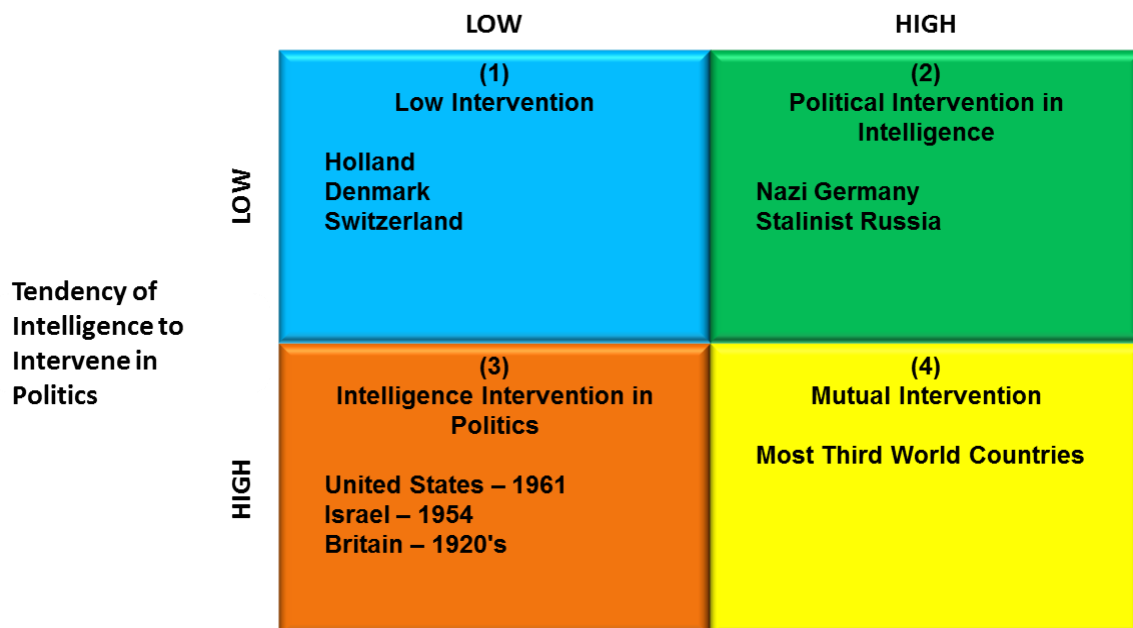 LOW
HIGH
(1)
Low Intervention
Holland
Denmark
Switzerland
(2)
Political Intervention in
Intelligence
Nazi Germany
Stalinist Russia
LOW
Tendency of
Intelligence to
Intervene in
Politics
HIGH
(3)
Intelligence Intervention in
Politics
United States – 1961
Israel – 1954
Britain – 1920's
(4)
Mutual Intervention
Most Third World Countries